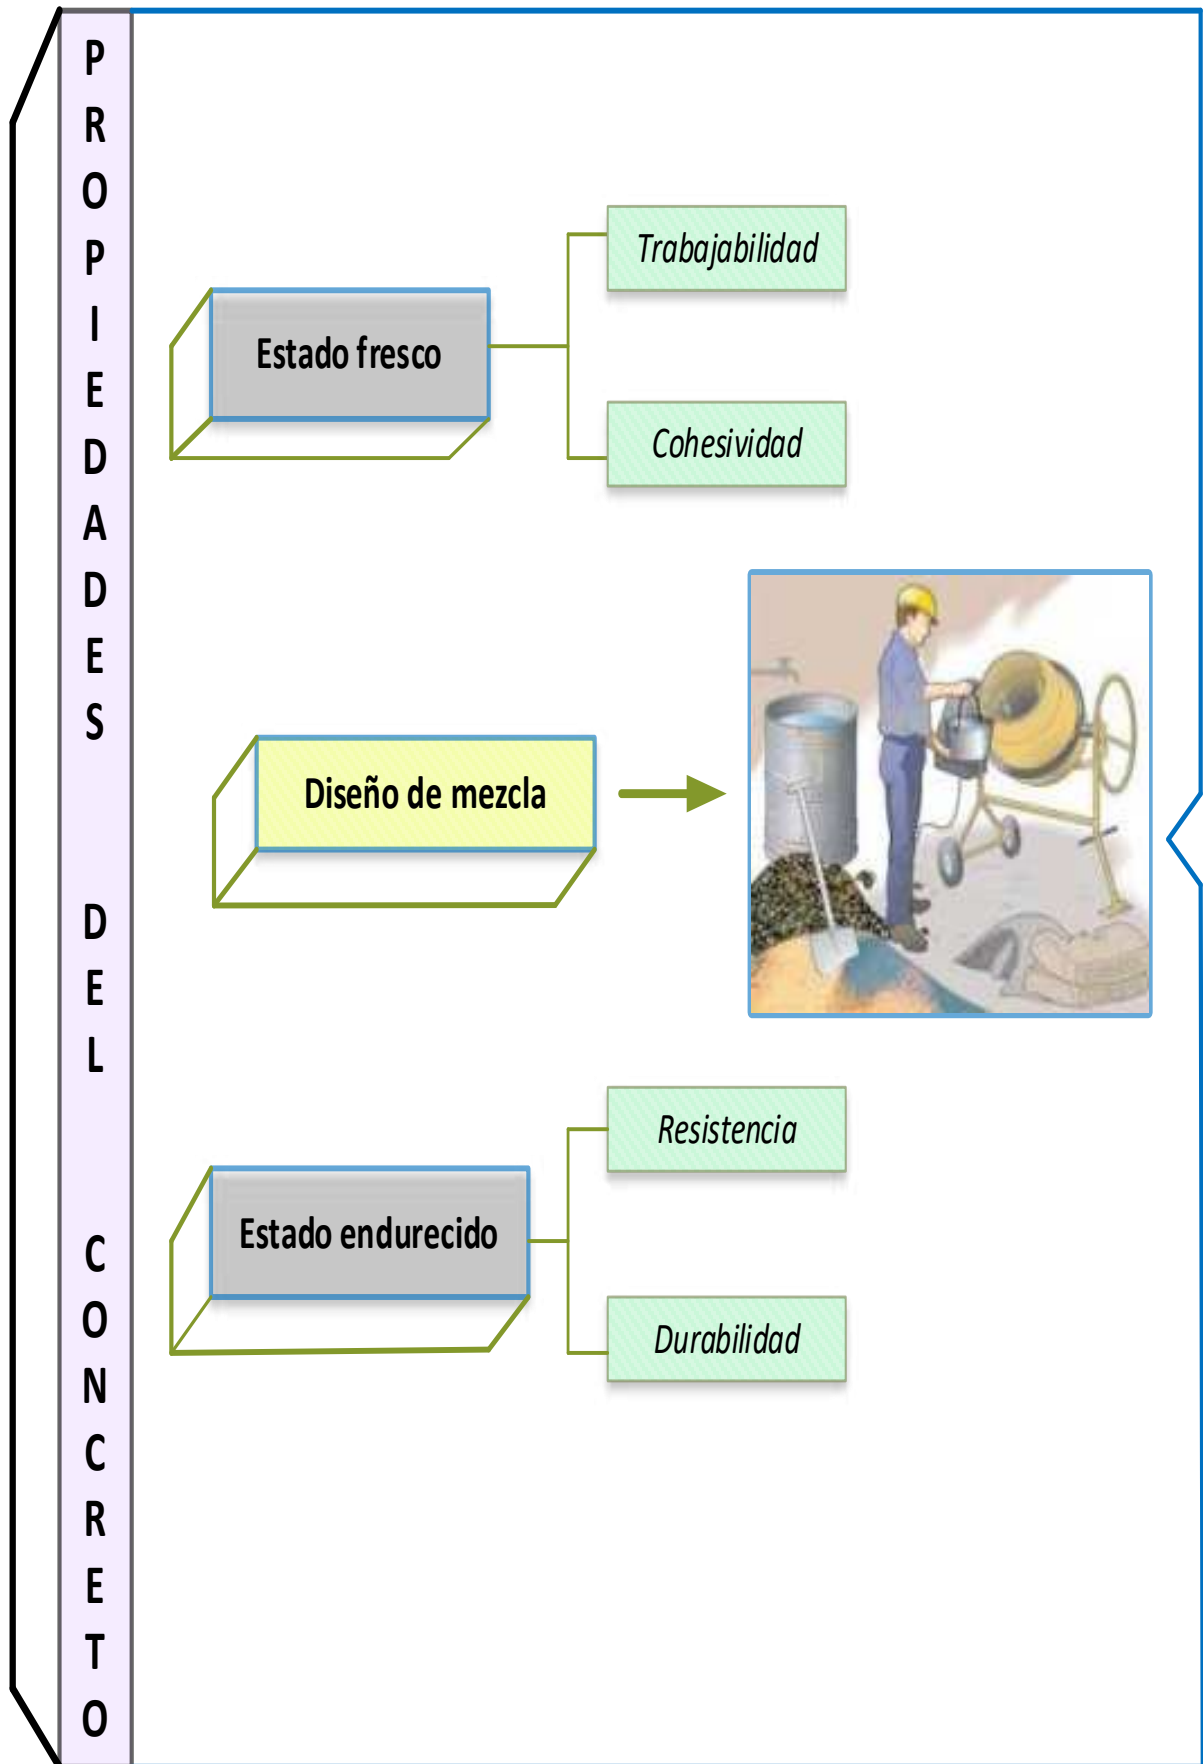 PROPIEDADES DEL CONCRETO
Estado fresco
Trabajabilidad
Cohesividad
Diseño de mezcla
Estado endurecido
Resistencia
Durabilidad